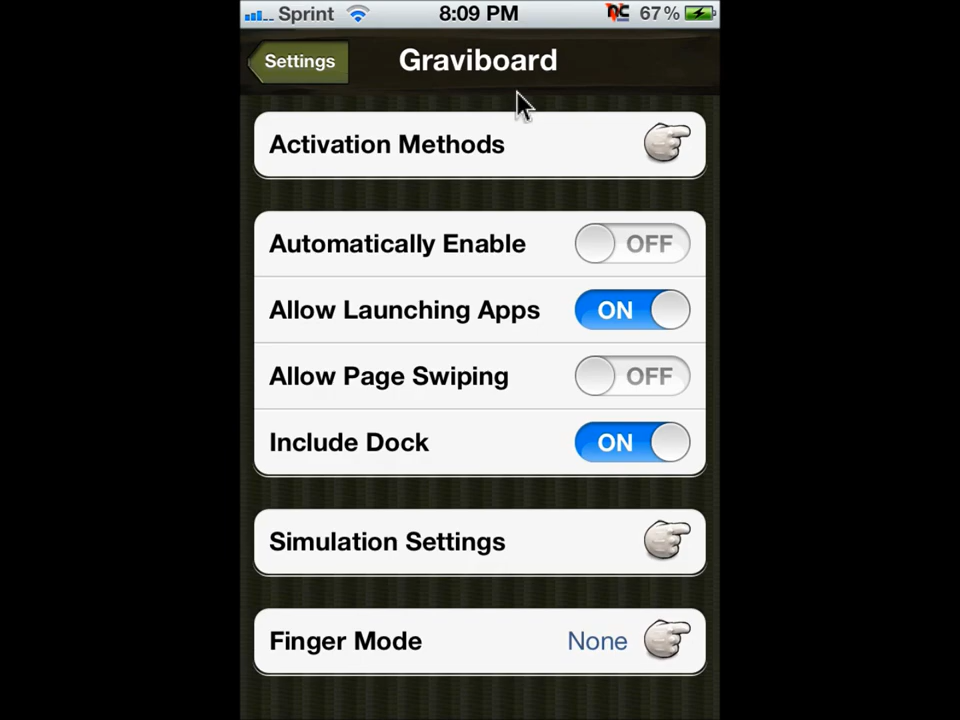 Sprint 8:09 PM 67%
Settings Graviboard
Activation Methods
Automatically Enable OFF
Allow Launching Apps ON
Allow Page Swiping OFF
Include Dock ON
Simulation Settings
Finger Mode None